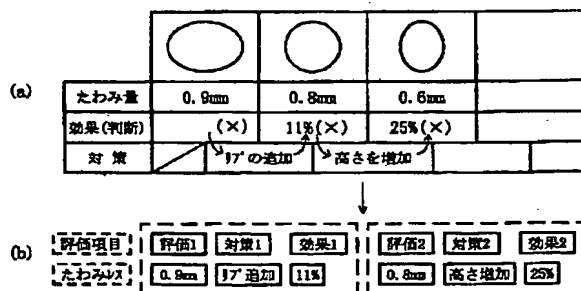 (a)
たわみ量 0.9mm 0.8mm 0.6mm
効果(判断) (×) 11%(×) 25%(×)
対策 リブの追加 高さを増加
(b)
評価項目 評価1 対策1 効果1 評価2 対策2 効果2
たわみレス 0.9mm リブ追加 11% 0.8mm 高さ増加 25%